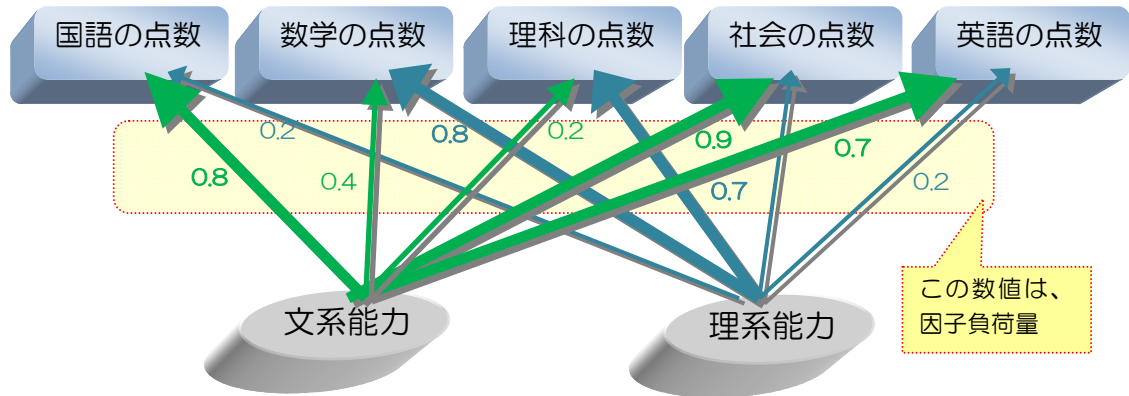 国語の点数
数学の点数
理科の点数
社会の点数
英語の点数
0.2
0.8
0.2
0.9
0.7
0.8
0.4
0.7
0.2
この数値は、
因子負荷量
文系能力
理系能力